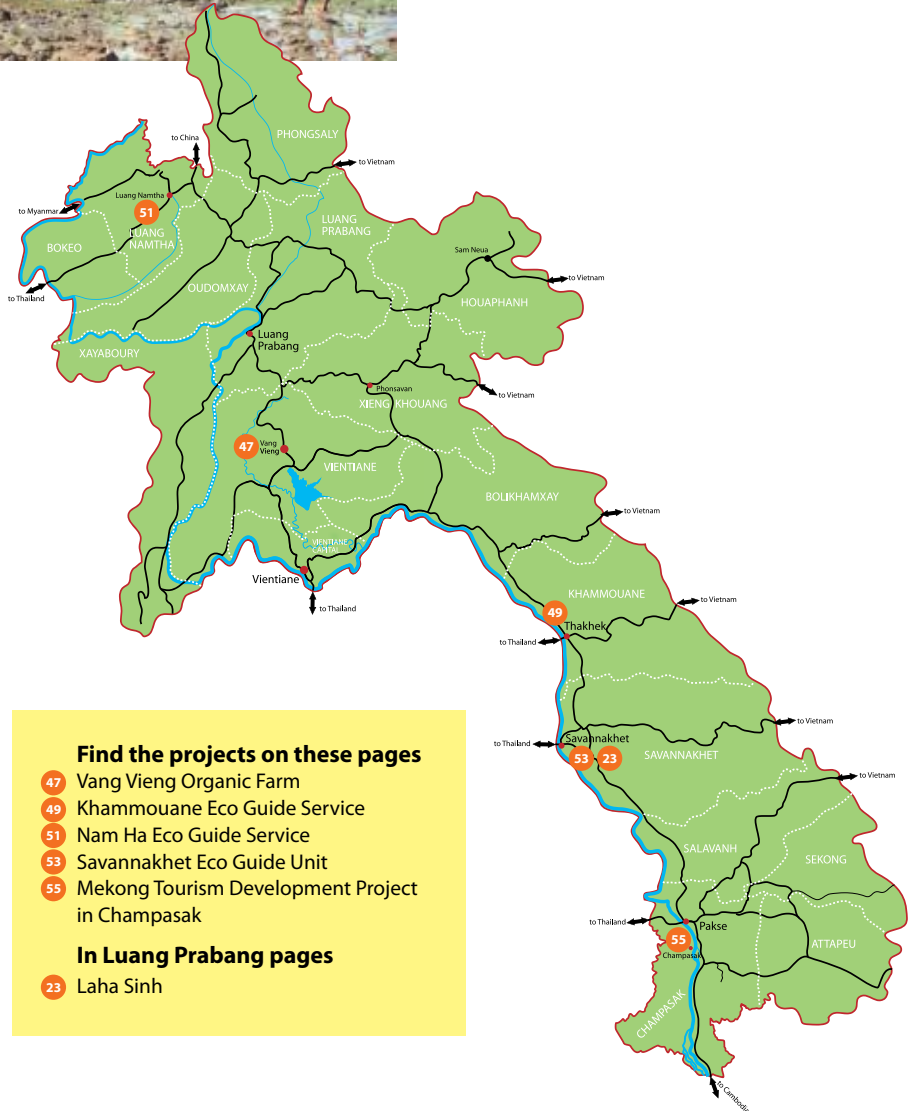 PHONGSALY
to China
to Vietnam
Luang Namtha
to Myanmar
51
LUANG
NAMTHA
LUANG
PRABANG
BOKEO
Sam Neua
to Vietnam
to Thailand
OUDOMXAY
HOUAPHANH
Luang
Prabang
XAYABOURY
Phonsavan
to Vietnam
XIENG KHOUANG
47
Vang
Vieng
VIENTIANE
BOLIKHAMXAY
to Vietnam
VIENTIANE
CAPITAL
Vientiane
to Thailand
KHAMMOUANE
to Vietnam
49
Thakhek
to Thailand
to Vietnam
Savannakhet
to Thailand
53
23
SAVANNAKHET
to Vietnam
SALAVANH
SEKONG
to Thailand
Pakse
55
Champasak
ATTAPEU
CHAMPASAK
to Cambodia
Find the projects on these pages
47 Vang Vieng Organic Farm
49 Khammouane Eco Guide Service
51 Nam Ha Eco Guide Service
53 Savannakhet Eco Guide Unit
55 Mekong Tourism Development Project
in Champasak
In Luang Prabang pages
23 Laha Sinh